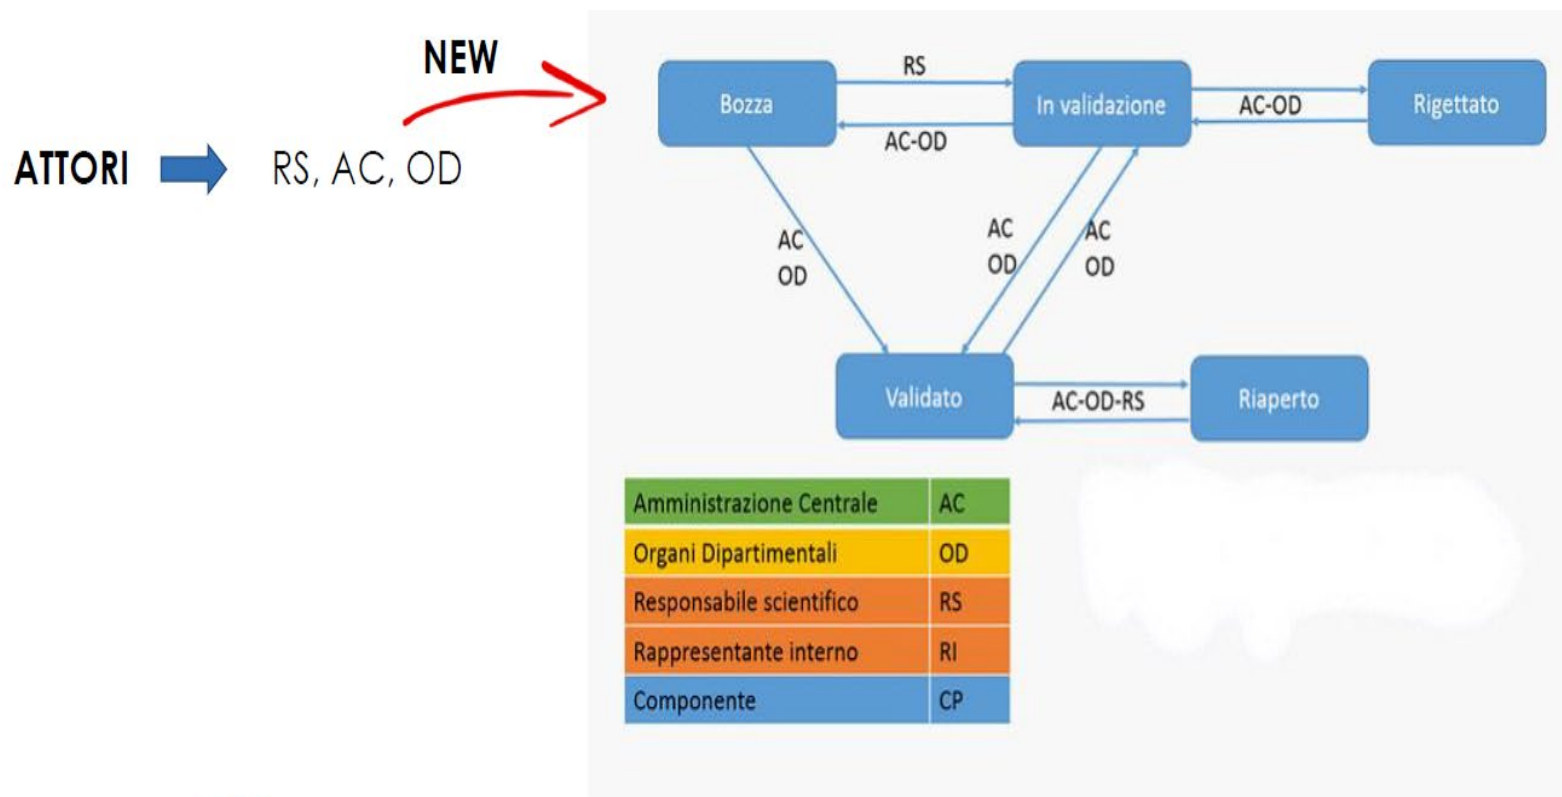 NEW
ATTORI RS, AC, OD
Bozza
RS
AC-OD
In validazione
AC-OD
Rigettato
AC
OD
AC
OD
AC
OD
Validato
AC-OD-RS
Riaperto
Amministrazione Centrale AC
Organi Dipartimentali OD
Responsabile scientifico RS
Rappresentante interno RI
Componente CP